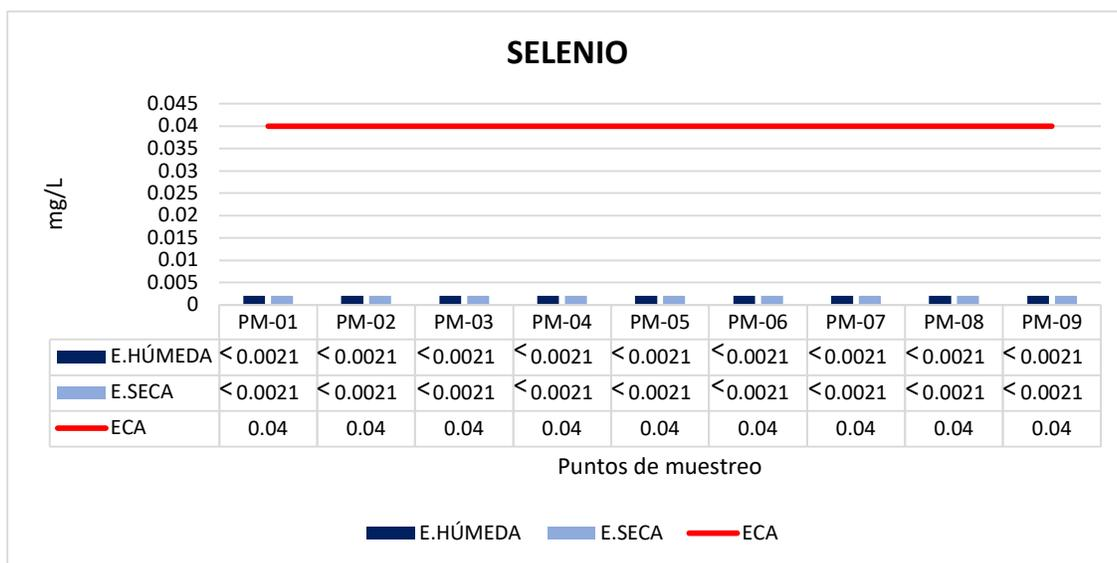 SELENIO
mg/L
0.045
0.04
0.035
0.03
0.025
0.02
0.015
0.01
0.005
0
PM-01 PM-02 PM-03 PM-04 PM-05 PM-06 PM-07 PM-08 PM-09
E.HÚMEDA <0.0021 <0.0021 <0.0021 <0.0021 <0.0021 <0.0021 <0.0021 <0.0021 <0.0021
E.SECA <0.0021 <0.0021 <0.0021 <0.0021 <0.0021 <0.0021 <0.0021 <0.0021 <0.0021
ECA 0.04 0.04 0.04 0.04 0.04 0.04 0.04 0.04 0.04
Puntos de muestreo
E.HÚMEDA E.SECA ECA